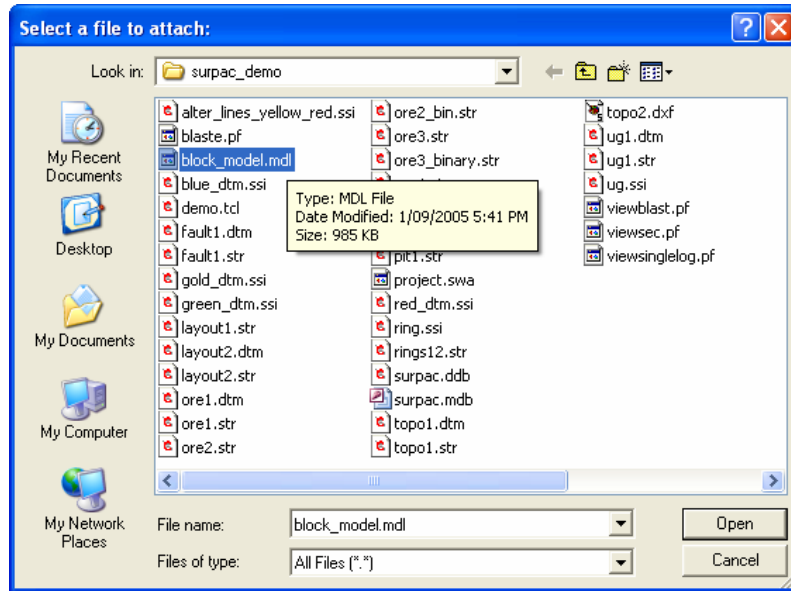 Select a file to attach:
Look in:
surpac_demo
My Recent
Documents
Desktop
My Documents
My Computer
My Network
Places
alter_lines_yellow_red.ssi
blaste.pf
block_model.mdl
blue_dtm.ssi
demo.tcl
fault1.dtm
fault1.str
gold_dtm.ssi
green_dtm.ssi
layout1.str
layout2.dtm
layout2.str
ore1.dtm
ore1.str
ore2.str
ore2_bin.str
ore3.str
ore3_binary.str
Type: MDL File
Date Modified: 1/09/2005 5:41 PM
Size: 985 KB
pit1.str
project.swa
red_dtm.ssi
ring.ssi
rings12.str
surpac.ddb
surpac.mdb
topo1.dtm
topo1.str
topo2.dxf
ug1.dtm
ug1.str
ug.ssi
viewblast.pf
viewsec.pf
viewsinglelog.pf
File name:
block_model.mdl
Open
Files of type:
All Files (*.*)
Cancel